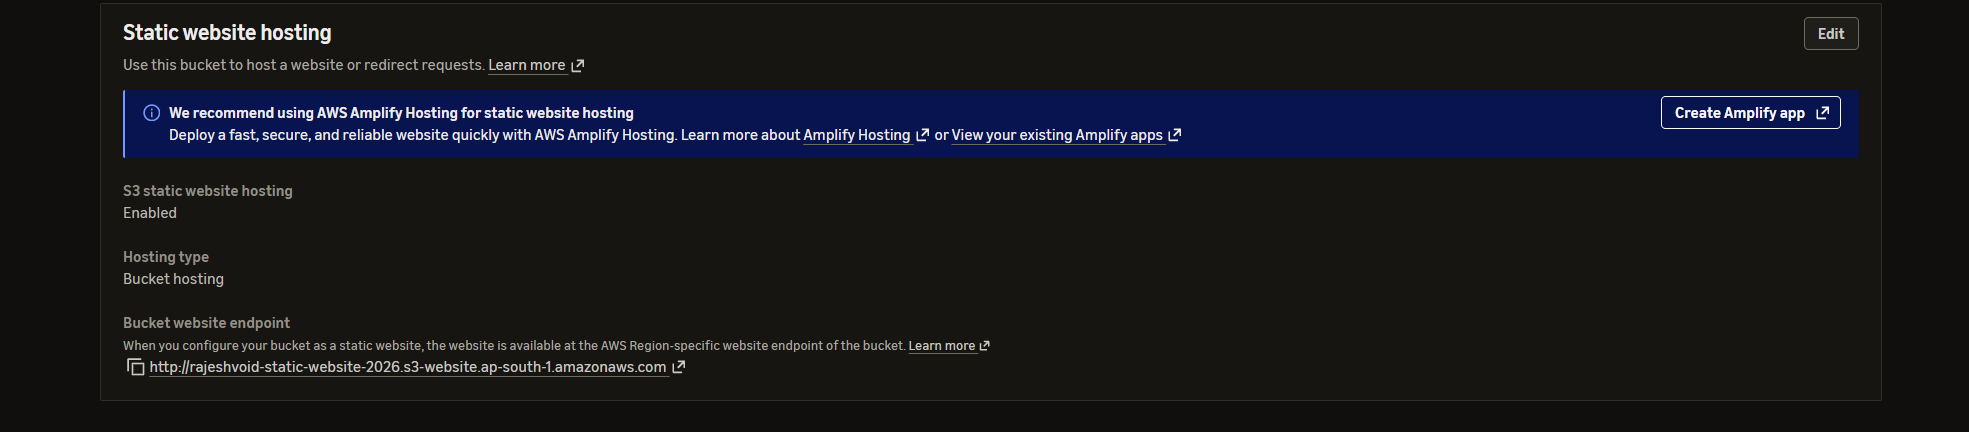 Static website hosting
Edit
Use this bucket to host a website or redirect requests. Learn more
We recommend using AWS Amplify Hosting for static website hosting
Create Amplify app
Deploy a fast, secure, and reliable website quickly with AWS Amplify Hosting. Learn more about Amplify Hosting or View your existing Amplify apps
S3 static website hosting
Enabled
Hosting type
Bucket hosting
Bucket website endpoint
When you configure your bucket as a static website, the website is available at the AWS Region-specific website endpoint of the bucket. Learn more
http://rajeshvoid-static-website-2026.s3-website.ap-south-1.amazonaws.com